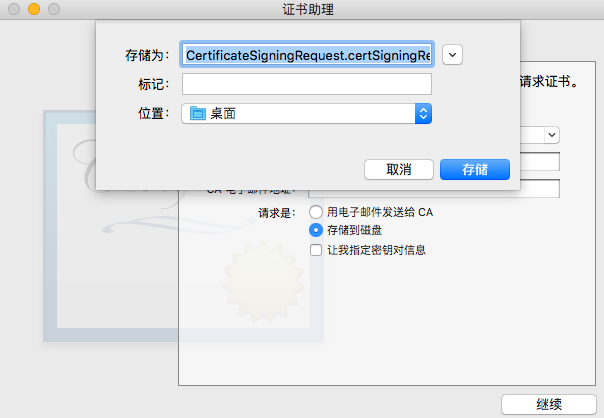 证书助理
存储为：
CertificateSigningRequest.certSigningRe
标记：
位置：
桌面
请求证书。
取消
存储
CA 电子邮件地址：
请求是：
用电子邮件发送给 CA
存储到磁盘
让我指定密钥对信息
继续